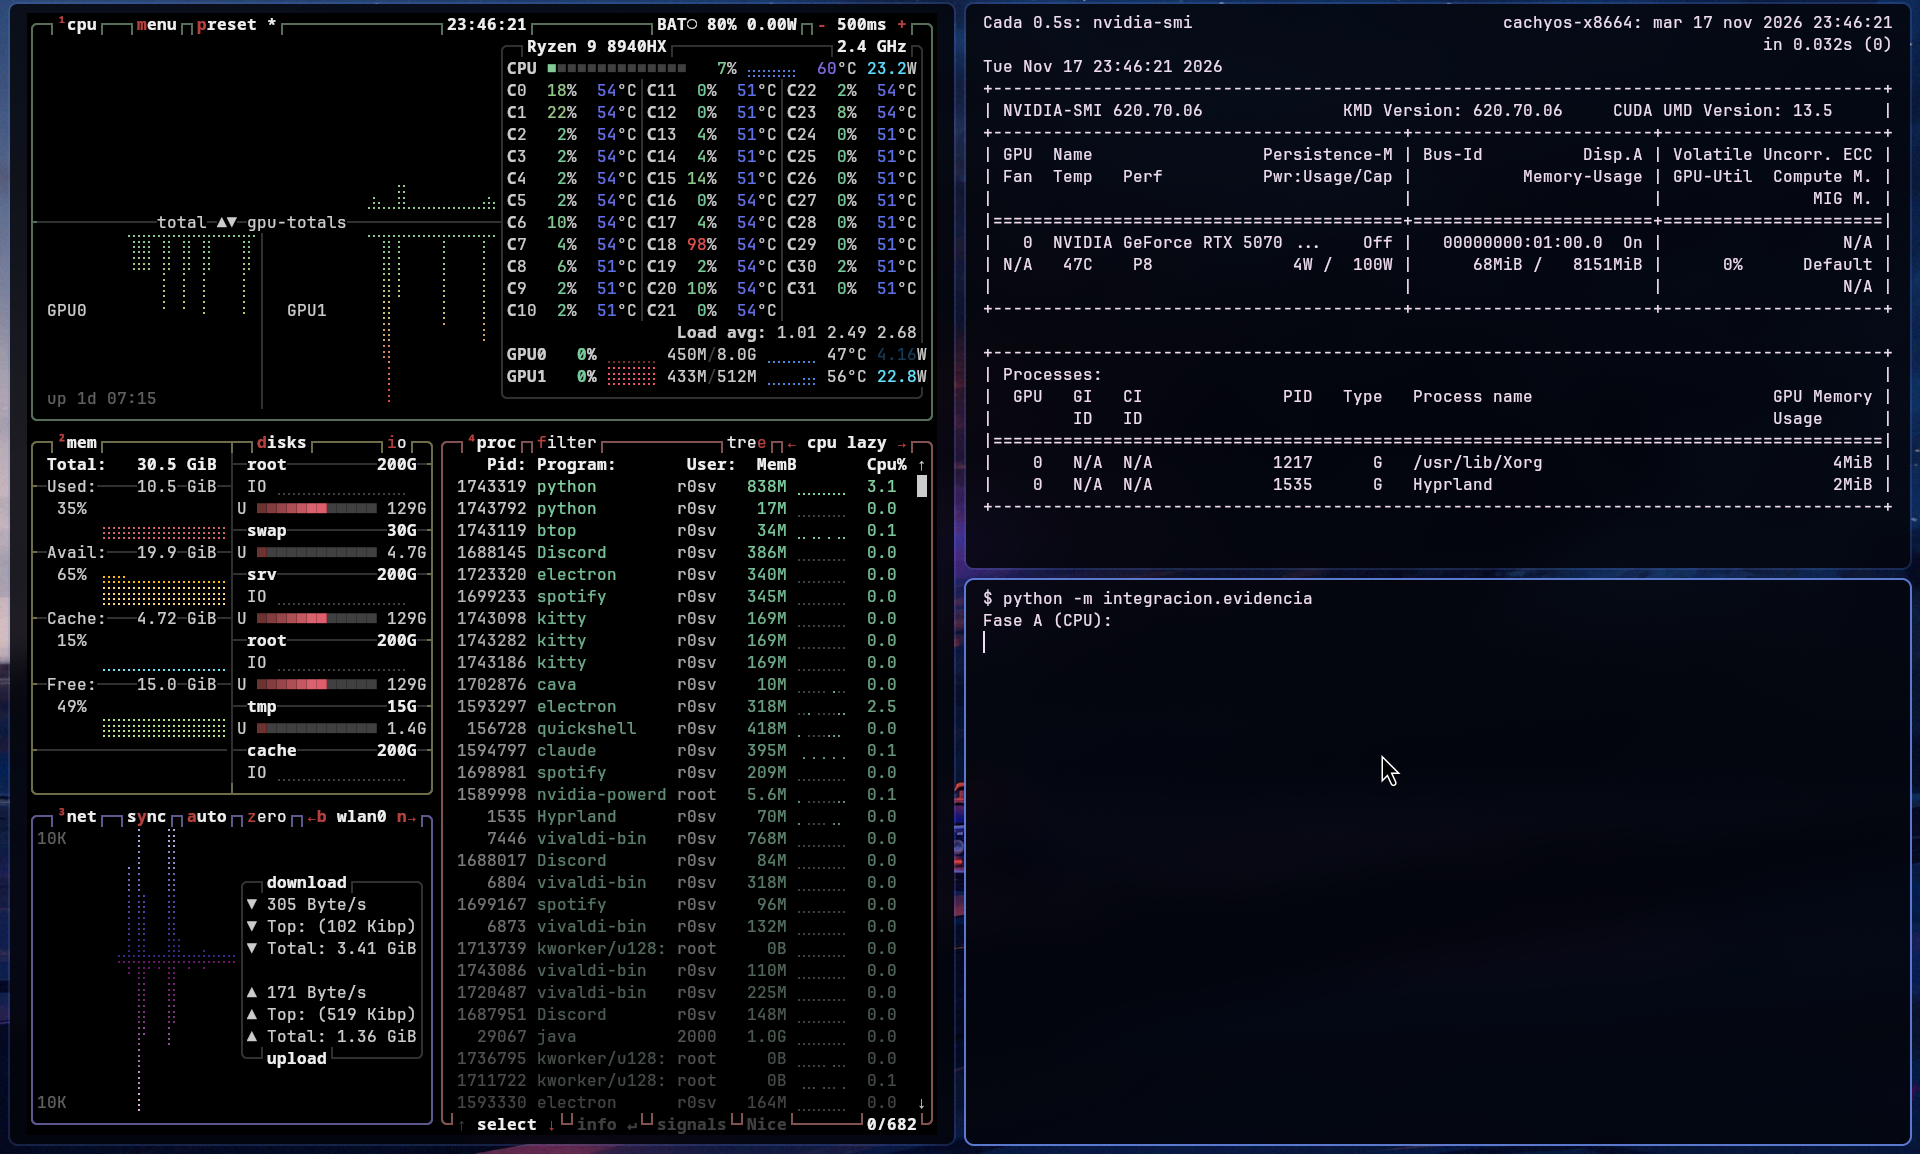 ¹cpu menu preset * 23:46:21 BAT○ 80% 0.00W - 500ms +
Ryzen 9 8940HX 2.4 GHz
CPU 7% 60°C 23.2W
C0 18% 54°C C11 0% 51°C C22 2% 54°C
C1 22% 54°C C12 0% 51°C C23 8% 54°C
C2 2% 54°C C13 4% 51°C C24 0% 51°C
C3 2% 54°C C14 4% 51°C C25 0% 51°C
C4 2% 54°C C15 14% 51°C C26 0% 51°C
C5 2% 54°C C16 0% 54°C C27 0% 51°C
C6 10% 54°C C17 4% 54°C C28 0% 51°C
C7 4% 54°C C18 98% 54°C C29 0% 51°C
C8 6% 51°C C19 2% 54°C C30 2% 51°C
C9 2% 51°C C20 10% 54°C C31 0% 51°C
C10 2% 51°C C21 0% 54°C
Load avg: 1.01 2.49 2.68
GPU0 0% 450M/8.0G 47°C 4.16W
GPU1 0% 433M/512M 56°C 22.8W
total ▲▼ gpu-totals
GPU0 GPU1
up 1d 07:15
²mem disks io
Total: 30.5 GiB
Used: 10.5 GiB
35%
Avail: 19.9 GiB
65%
Cache: 4.72 GiB
15%
Free: 15.0 GiB
49%
root 200G
IO
U 129G
swap 30G
U 4.7G
srv 200G
IO
U 129G
root 200G
IO
U 129G
tmp 15G
U 1.4G
cache 200G
IO
³net sync auto zero ←b wlan0 n→
10K
download
▼ 305 Byte/s
▼ Top: (102 Kibp)
▼ Total: 3.41 GiB
▲ 171 Byte/s
▲ Top: (519 Kibp)
▲ Total: 1.36 GiB
upload
10K
⁴proc filter tree ← cpu lazy →
Pid: Program: User: MemB Cpu% ↑
1743319 python r0sv 838M 3.1
1743792 python r0sv 17M 0.0
1743119 btop r0sv 34M 0.1
1688145 Discord r0sv 386M 0.0
1723320 electron r0sv 340M 0.0
1699233 spotify r0sv 345M 0.0
1743098 kitty r0sv 169M 0.0
1743282 kitty r0sv 169M 0.0
1743186 kitty r0sv 169M 0.0
1702876 cava r0sv 10M 0.0
1593297 electron r0sv 318M 2.5
156728 quickshell r0sv 418M 0.0
1594797 claude r0sv 395M 0.1
1698981 spotify r0sv 209M 0.0
1589998 nvidia-powerd root 5.6M 0.1
1535 Hyprland r0sv 70M 0.0
7446 vivaldi-bin r0sv 768M 0.0
1688017 Discord r0sv 84M 0.0
6804 vivaldi-bin r0sv 318M 0.0
1699167 spotify r0sv 96M 0.0
6873 vivaldi-bin r0sv 132M 0.0
1713739 kworker/u128: root 0B 0.0
1743086 vivaldi-bin r0sv 110M 0.0
1720487 vivaldi-bin r0sv 225M 0.0
1687951 Discord r0sv 148M 0.0
29067 java 2000 1.0G 0.0
1736795 kworker/u128: root 0B 0.0
1711722 kworker/u128: root 0B 0.1
1593330 electron r0sv 164M 0.0 ↓
↑ select ↓ info ↵ signals Nice 0/682
Cada 0.5s: nvidia-smi cachyos-x8664: mar 17 nov 2026 23:46:21
in 0.032s (0)
Tue Nov 17 23:46:21 2026
| NVIDIA-SMI 620.70.06 KMD Version: 620.70.06 CUDA UMD Version: 13.5 |
| GPU Name Persistence-M | Bus-Id Disp.A | Volatile Uncorr. ECC |
| Fan Temp Perf Pwr:Usage/Cap | Memory-Usage | GPU-Util Compute M. |
| | | MIG M. |
| 0 NVIDIA GeForce RTX 5070 ... Off | 00000000:01:00.0 On | N/A |
| N/A 47C P8 4W / 100W | 68MiB / 8151MiB | 0% Default |
| | | N/A |
| Processes: |
| GPU GI CI PID Type Process name GPU Memory |
| ID ID Usage |
| 0 N/A N/A 1217 G /usr/lib/Xorg 4MiB |
| 0 N/A N/A 1535 G Hyprland 2MiB |
$ python -m integracion.evidencia
Fase A (CPU):